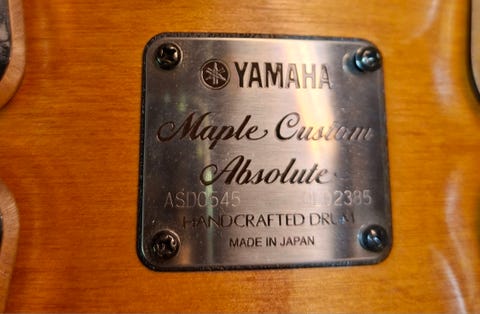 YAMAHA
Maple Custom
Absolute
ASD0545
HANDCRAFTED DRUM
MADE IN JAPAN